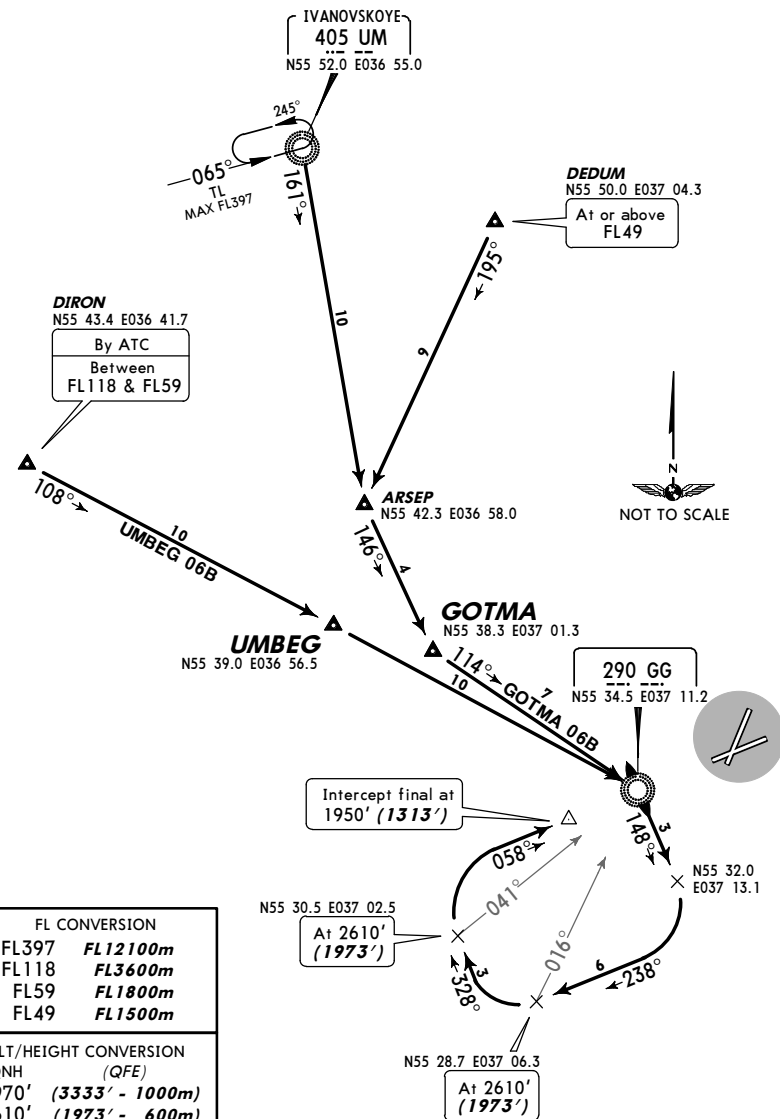 IVANOVSKOYE
405 UM
N55 52.0 E036 55.0
245°
065°
TL
MAX FL397
161°
10
DEDUM
N55 50.0 E037 04.3
At or above
FL49
195°
9
DIRON
N55 43.4 E036 41.7
By ATC
Between
FL118 & FL59
108°
10
UMBEG 06B
ARSEP
N55 42.3 E036 58.0
N
NOT TO SCALE
146°
4
GOTMA
N55 38.3 E037 01.3
UMBEG
N55 39.0 E036 56.5
114°
7
GOTMA 06B
10
290 GG
N55 34.5 E037 11.2
Intercept final at
1950' (1313')
058°
148°
3
N55 32.0
E037 13.1
041°
016°
N55 30.5 E037 02.5
At 2610'
(1973')
328°
3
6
238°
N55 28.7 E037 06.3
At 2610'
(1973')
FL CONVERSION
FL397 FL12100m
FL118 FL3600m
FL59 FL1800m
FL49 FL1500m
LT/HEIGHT CONVERSION
QNH (QFE)
970' (3333' - 1000m)
610' (1973' - 600m)